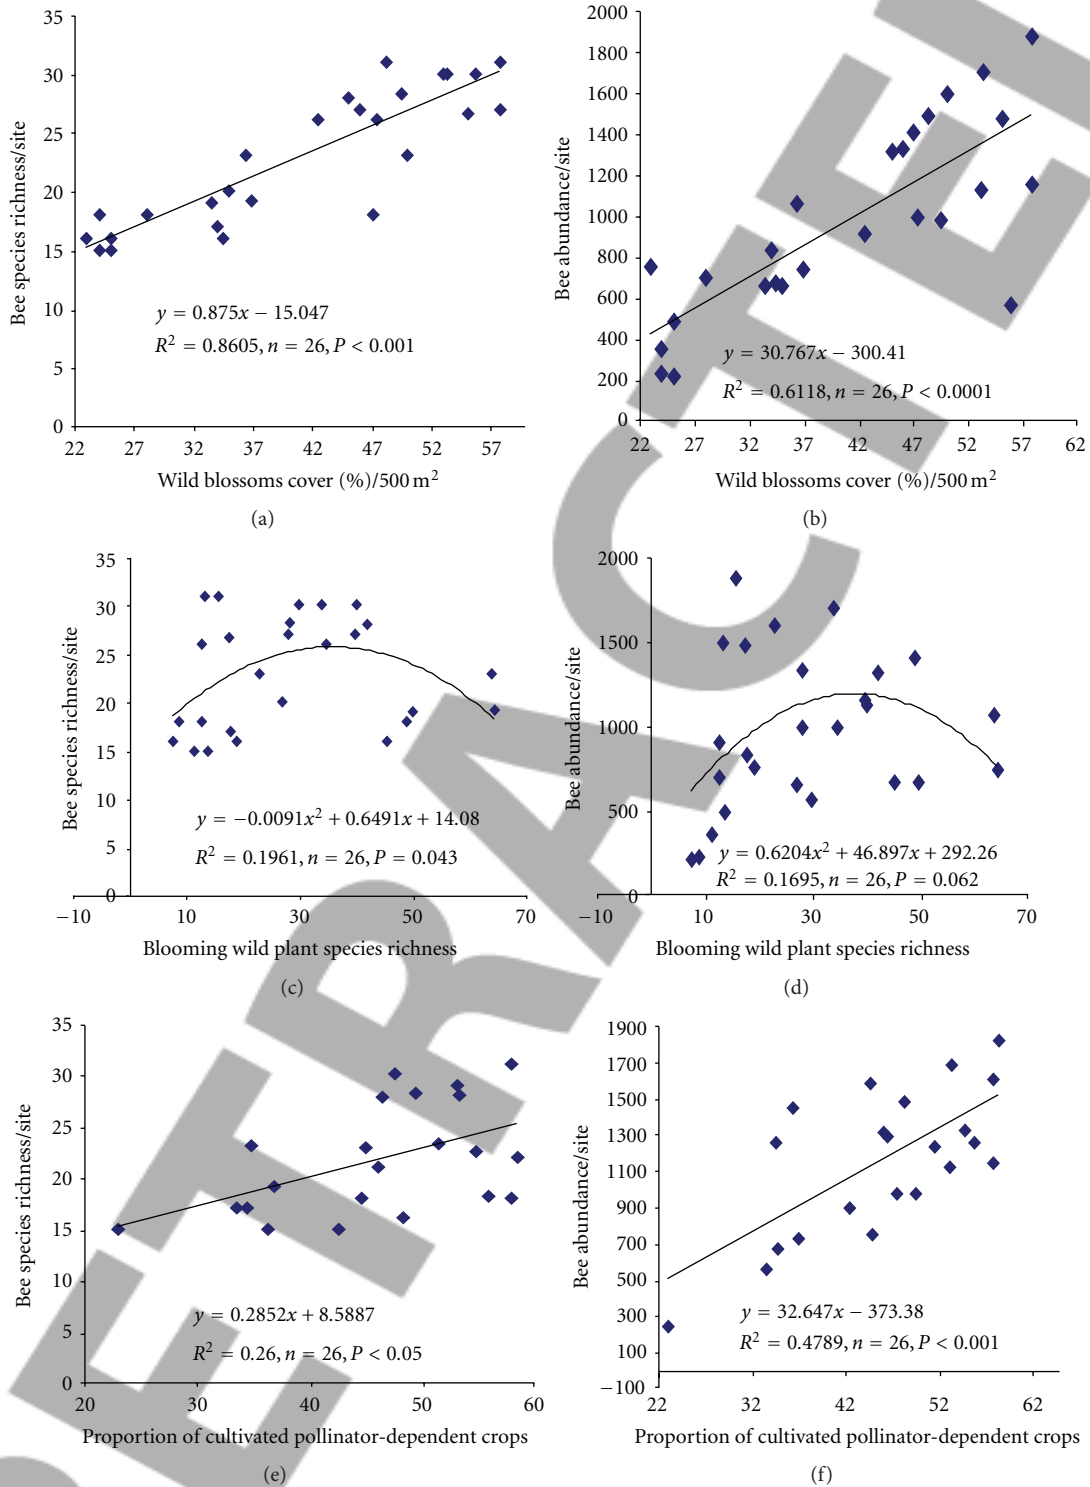 35
30
25
20
15
10
5
0
Bee species richness/site
y = 0.875x − 15.047
R² = 0.8605, n = 26, P < 0.001
22 27 32 37 42 47 52 57
Wild blossoms cover (%)/500 m²
(a)
2000
1800
1600
1400
1200
1000
800
600
400
200
0
Bee abundance/site
y = 30.767x − 300.41
R² = 0.6118, n = 26, P < 0.0001
22 27 32 37 42 47 52 57 62
Wild blossoms cover (%)/500 m²
(b)
35
30
25
20
15
10
5
0
Bee species richness/site
y = −0.0091x² + 0.6491x + 14.08
R² = 0.1961, n = 26, P = 0.043
−10 10 30 50 70
Blooming wild plant species richness
(c)
2000
1500
1000
500
0
Bee abundance/site
y = 0.6204x² + 46.897x + 292.26
R² = 0.1695, n = 26, P = 0.062
−10 10 30 50 70
Blooming wild plant species richness
(d)
35
30
25
20
15
10
5
0
Bee species richness/site
y = 0.2852x + 8.5887
R² = 0.26, n = 26, P < 0.05
20 30 40 50 60
Proportion of cultivated pollinator-dependent crops
(e)
1900
1700
1500
1300
1100
900
700
500
300
100
−100
Bee abundance/site
y = 32.647x − 373.38
R² = 0.4789, n = 26, P < 0.001
22 32 42 52 62
Proportion of cultivated pollinator-dependent crops
(f)
RETRACTED